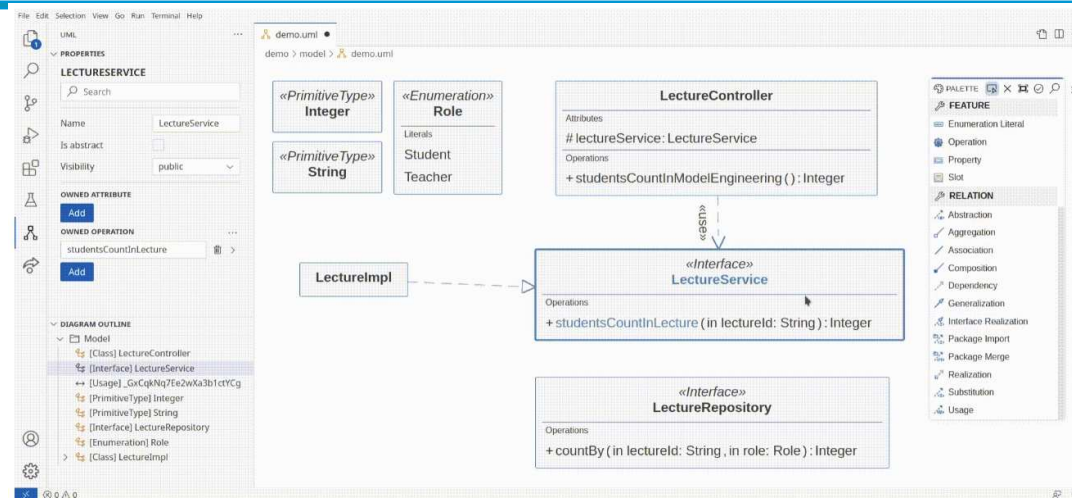 File Edit Selection View Go Run Terminal Help
UML
...
PROPERTIES
LECTURESERVICE
Search
Name LectureService
Is abstract
Visibility public
OWNED ATTRIBUTE
Add
OWNED OPERATION
...
studentsCountInLecture
Add
DIAGRAM OUTLINE
Model
[Class] LectureController
[Interface] LectureService
[Usage] _GxCqkNq7Ee2wXa3b1ctYCg
[PrimitiveType] Integer
[PrimitiveType] String
[Interface] LectureRepository
[Enumeration] Role
[Class] LectureImpl
demo.uml
demo > model > demo.uml
«PrimitiveType»
Integer
«PrimitiveType»
String
«Enumeration»
Role
Literals
Student
Teacher
LectureController
Attributes
# lectureService: LectureService
Operations
+ studentsCountInModelEngineering ( ) : Integer
«use»
LectureImpl
«Interface»
LectureService
Operations
+ studentsCountInLecture ( in lectureId: String ) : Integer
«Interface»
LectureRepository
Operations
+ countBy ( in lectureId: String , in role: Role ) : Integer
PALETTE
FEATURE
Enumeration Literal
Operation
Property
Slot
RELATION
Abstraction
Aggregation
Association
Composition
Dependency
Generalization
Interface Realization
Package Import
Package Merge
Realization
Substitution
Usage
1
0 0